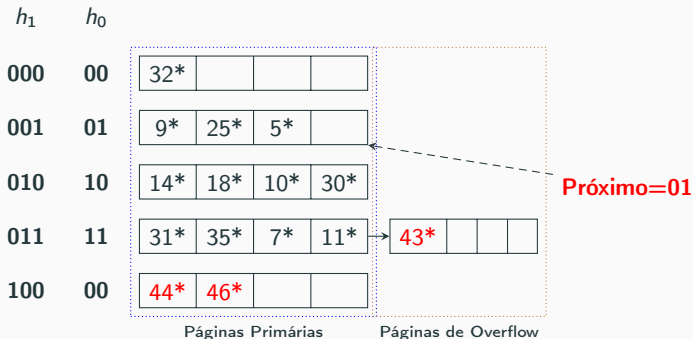 h1 h0
000 00 32*
001 01 9* 25* 5*
010 10 14* 18* 10* 30*
Próximo=01
011 11 31* 35* 7* 11* 43*
100 00 44* 46*
Páginas Primárias Páginas de Overflow